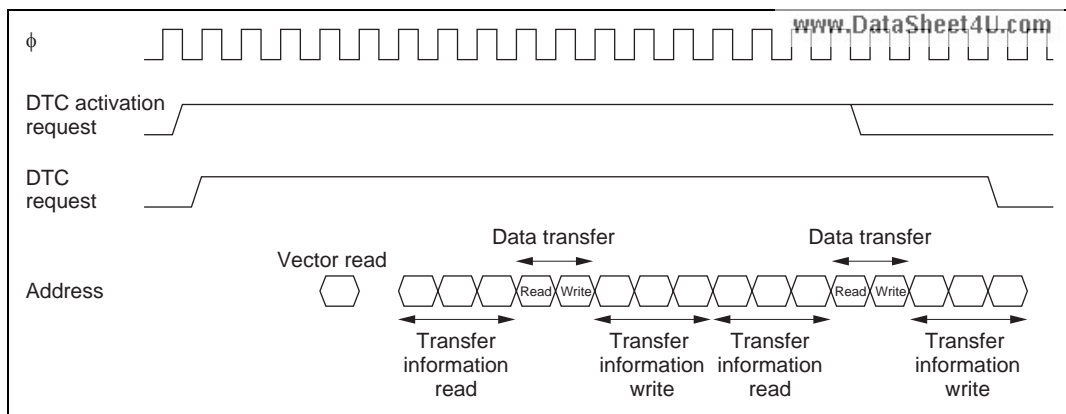 www.DataSheet4U.com
φ
DTC activation
request
DTC
request
Data transfer
Data transfer
Vector read
Address
Read
Write
Read
Write
Transfer
information
read
Transfer
information
write
Transfer
information
read
Transfer
information
write